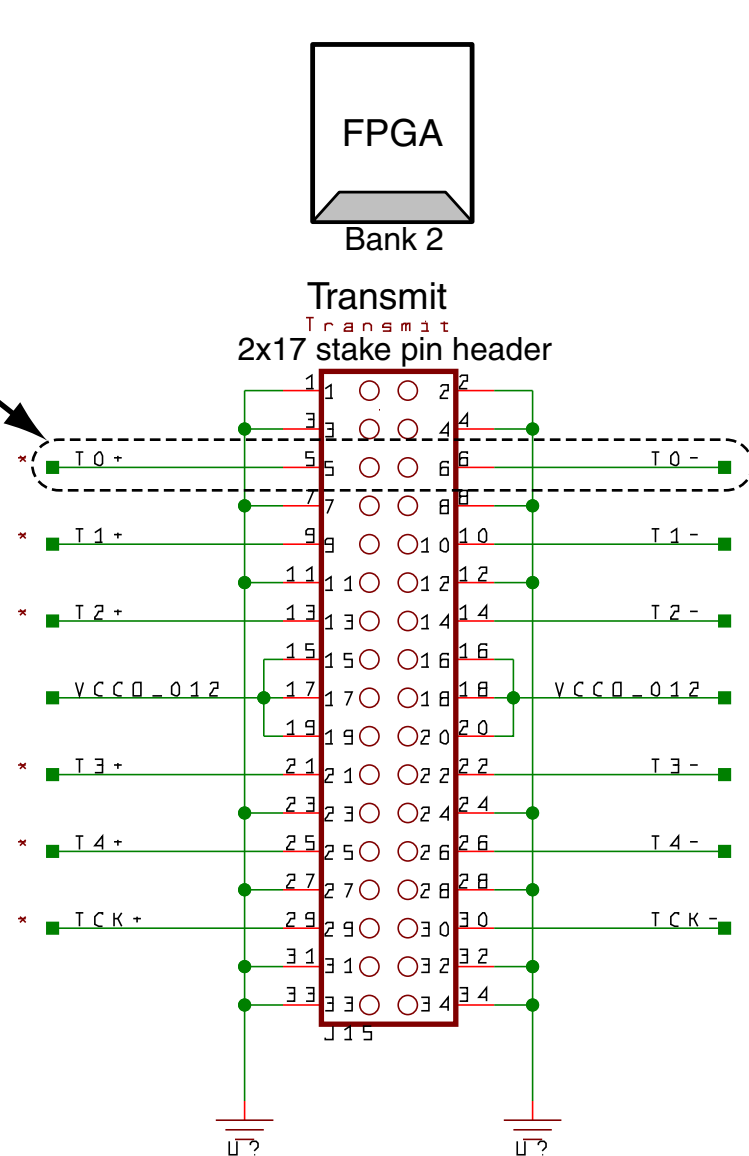 FPGA
Bank 2
Transmit
Transmit
2x17 stake pin header
1 1 2 2
3 3 4 4
* T0+ 5 5 6 6 T0-
7 7 8 8
* T1+ 9 9 10 10 T1-
11 11 12 12
* T2+ 13 13 14 14 T2-
15 15 16 16
VCCO_012 17 17 18 18 VCCO_012
19 19 20 20
* T3+ 21 21 22 22 T3-
23 23 24 24
* T4+ 25 25 26 26 T4-
27 27 28 28
* TCK+ 29 29 30 30 TCK-
31 31 32 32
33 33 34 34
J15
U? U?